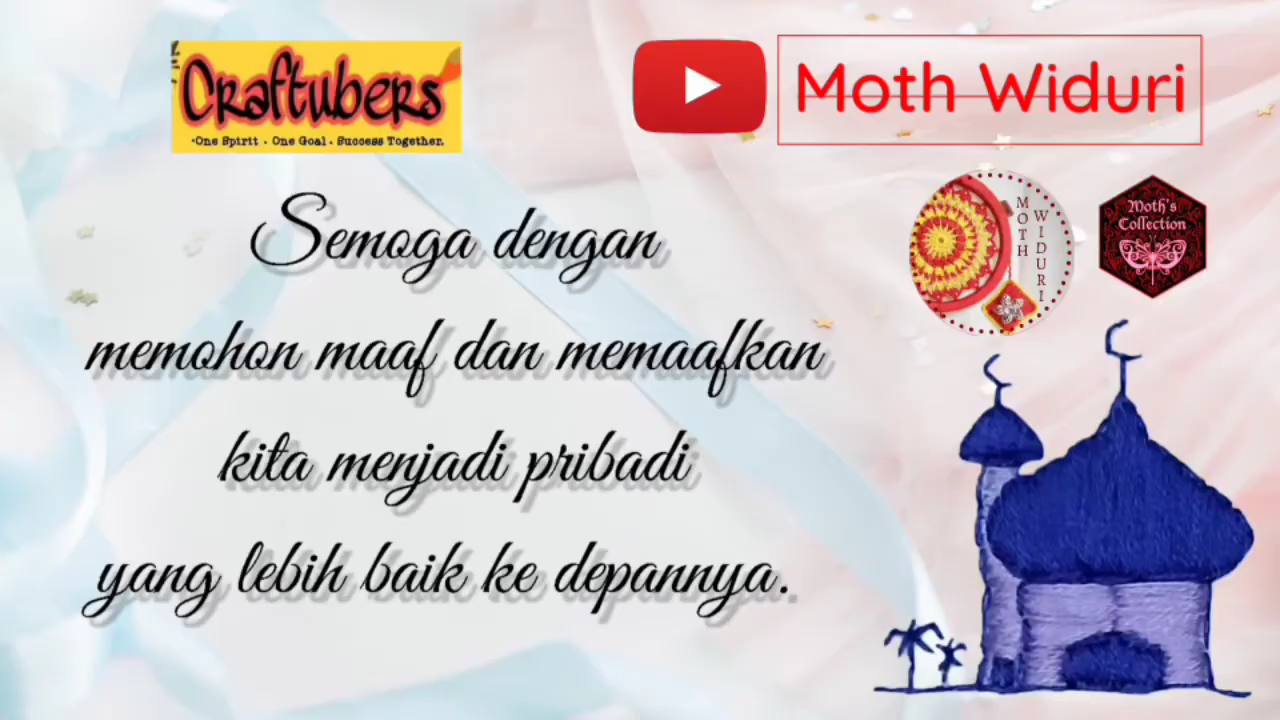 Craftubers
•One Spirit • One Goal • Success Together.
Moth Widuri
MOTH
WIDURI
Moth's
Collection
Semoga dengan
memohon maaf dan memaafkan
kita menjadi pribadi
yang lebih baik ke depannya.